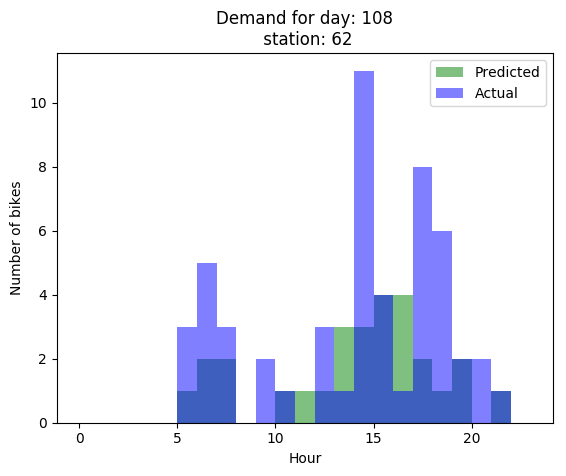 Demand for day: 108
station: 62
Predicted
Actual
Number of bikes
10
8
6
4
2
0
0 5 10 15 20
Hour